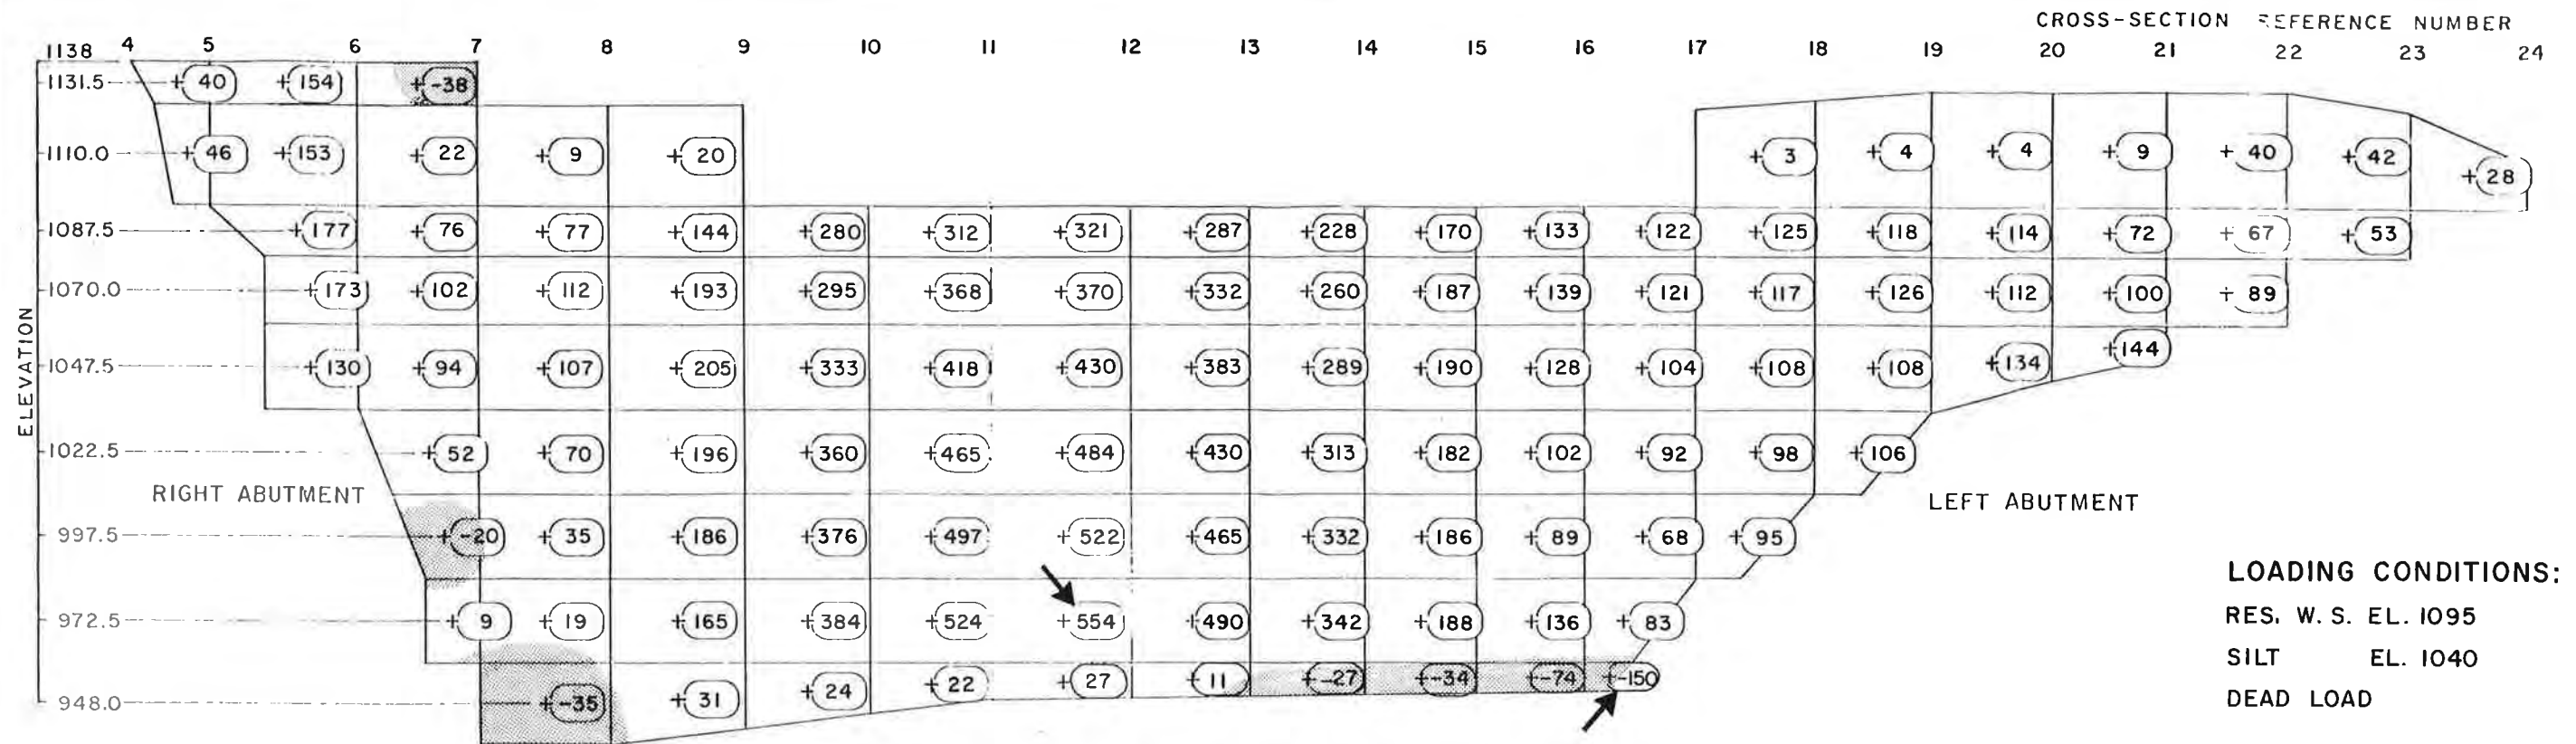 CROSS-SECTION REFERENCE NUMBER
4 5 6 7 8 9 10 11 12 13 14 15 16 17 18 19 20 21 22 23 24
1138
1131.5 + 40 + 154 + -38
1110.0 + 46 + 153 + 22 + 9 + 20 + 3 + 4 + 4 + 9 + 40 + 42 + 28
1087.5 + 177 + 76 + 77 + 144 + 280 + 312 + 321 + 287 + 228 + 170 + 133 + 122 + 125 + 118 + 114 + 72 + 67 + 53
1070.0 + 173 + 102 + 112 + 193 + 295 + 368 + 370 + 332 + 260 + 187 + 139 + 121 + 117 + 126 + 112 + 100 + 89
1047.5 + 130 + 94 + 107 + 205 + 333 + 418 + 430 + 383 + 289 + 190 + 128 + 104 + 108 + 108 + 134 + 144
1022.5 + 52 + 70 + 196 + 360 + 465 + 484 + 430 + 313 + 182 + 102 + 92 + 98 + 106
997.5 + -20 + 35 + 186 + 376 + 497 + 522 + 465 + 332 + 186 + 89 + 68 + 95
972.5 + 9 + 19 + 165 + 384 + 524 + 554 + 490 + 342 + 188 + 136 + 83
948.0 + -35 + 31 + 24 + 22 + 27 + 11 + -27 + -34 + -74 + -150
ELEVATION
RIGHT ABUTMENT
LEFT ABUTMENT
LOADING CONDITIONS:
RES. W. S. EL. 1095
SILT EL. 1040
DEAD LOAD